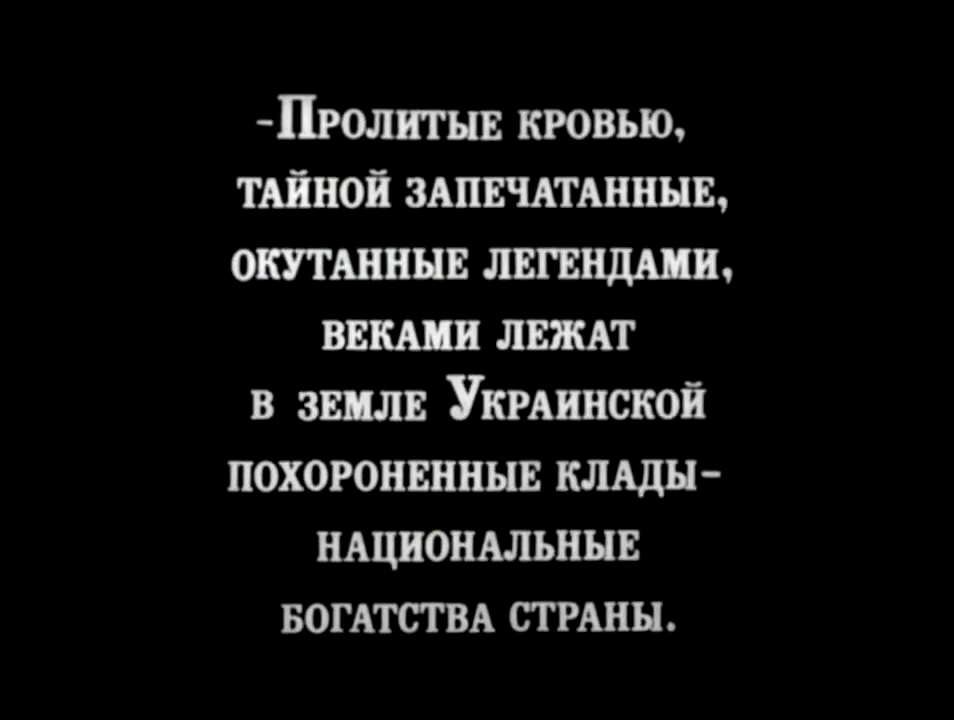 -Пролитые кровью,
тайной запечатанные,
окутанные легендами,
веками лежат
в земле Украинской
похороненные клады-
национальные
богатства страны.